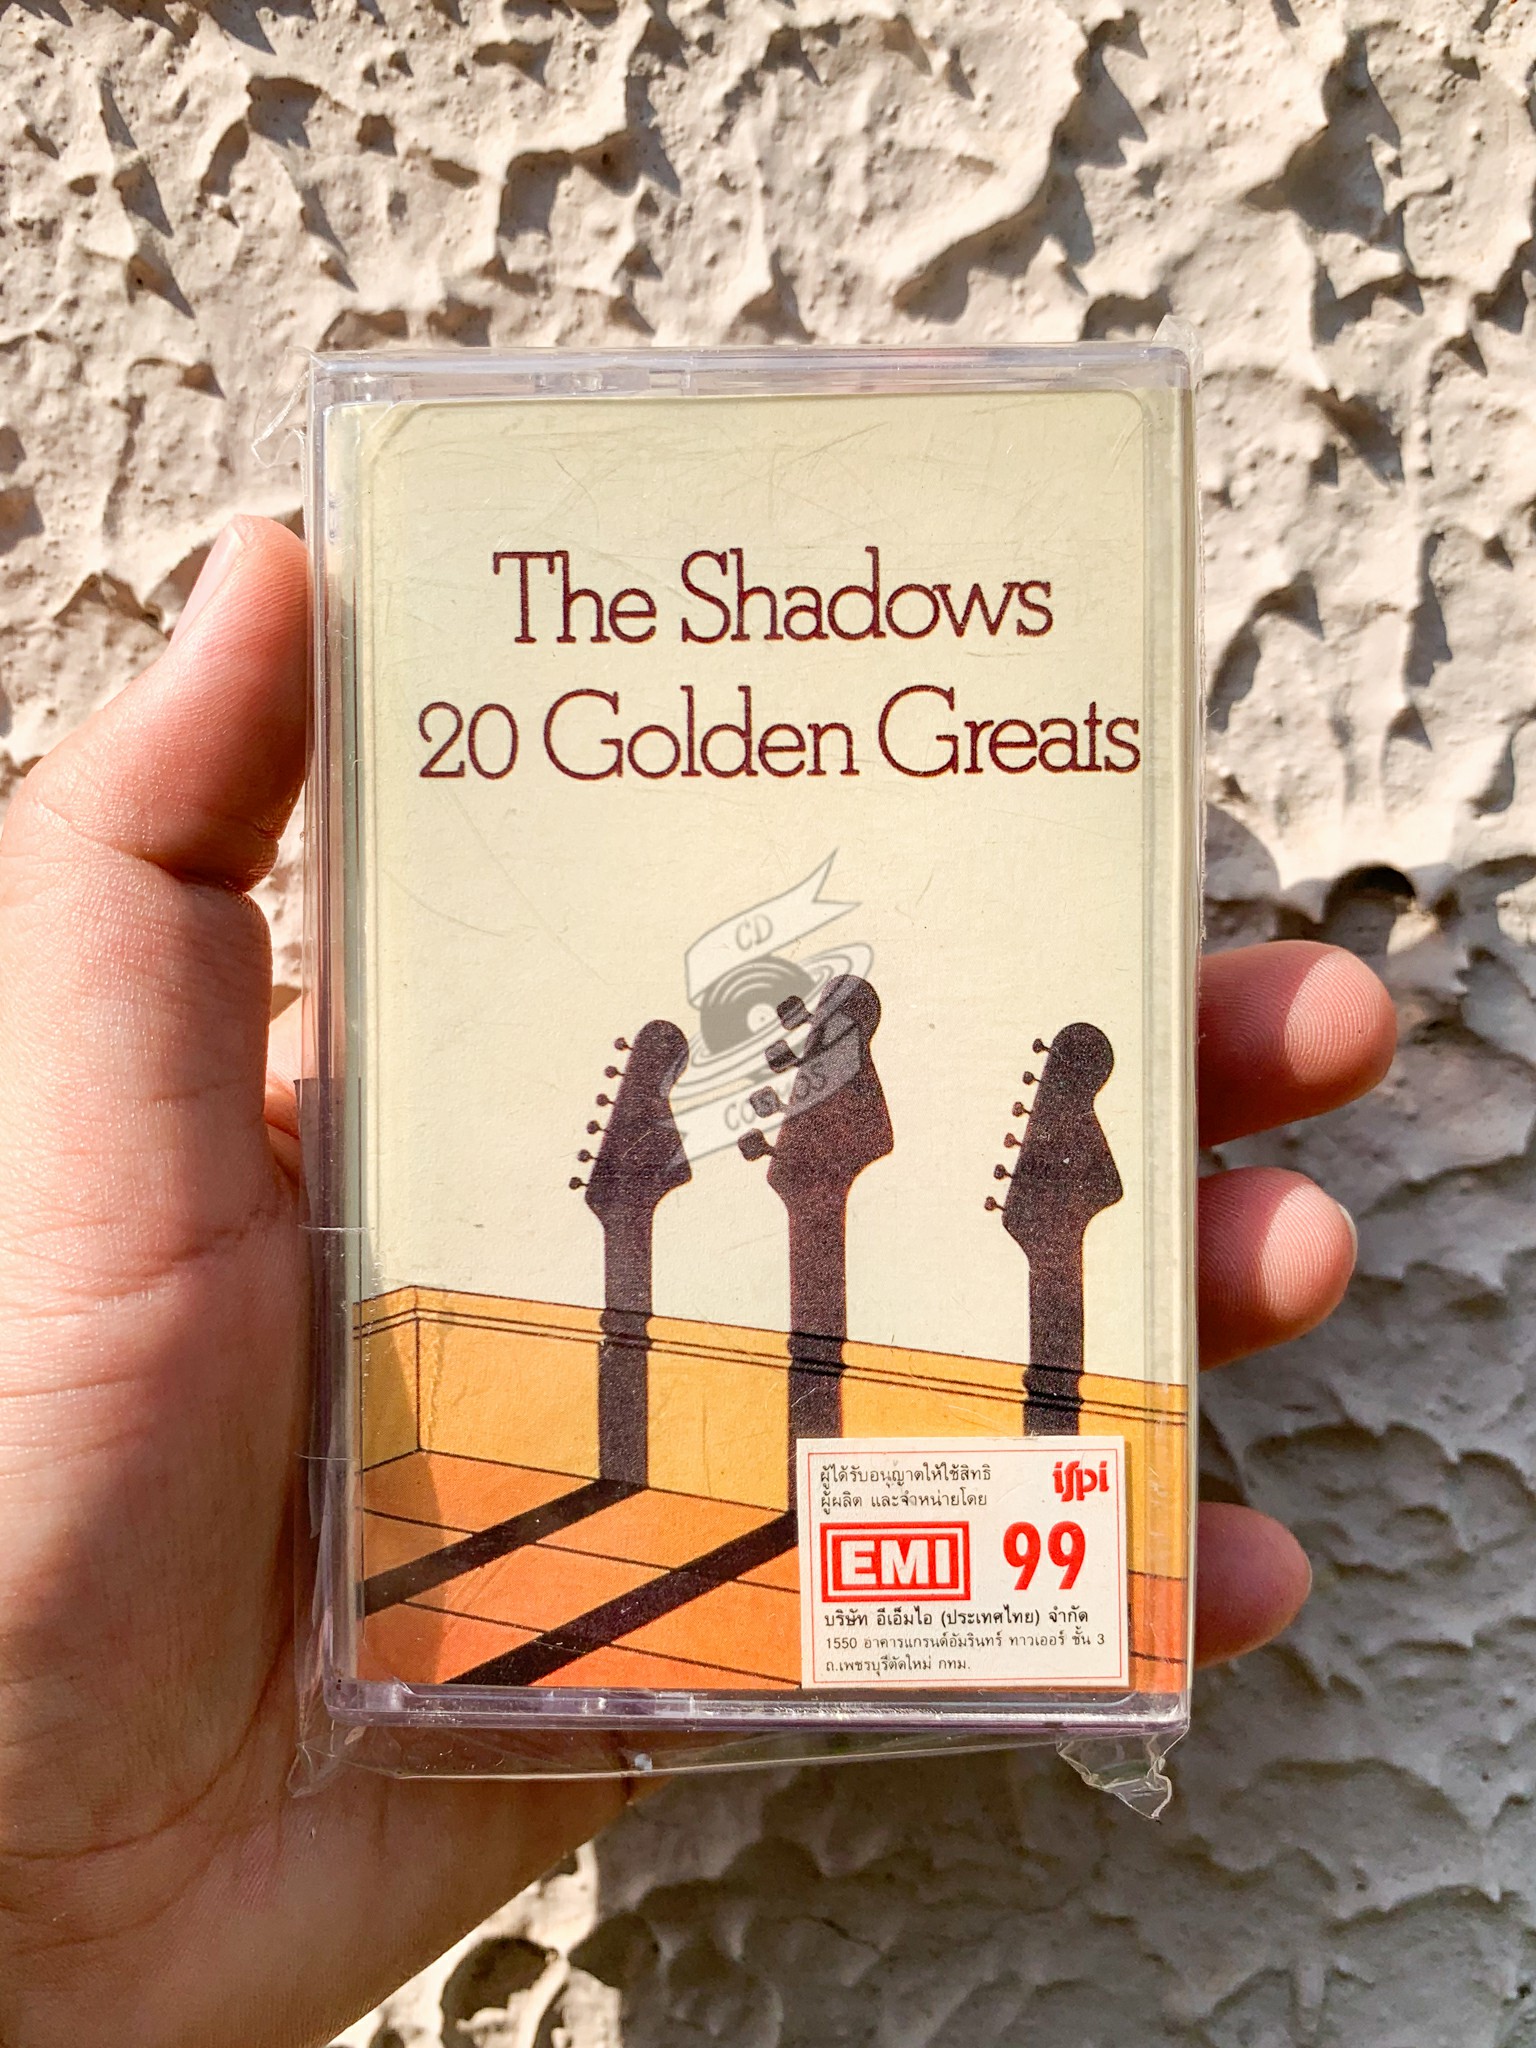 The Shadows
20 Golden Greats
CD
COSMOS
ผู้ได้รับอนุญาตให้ใช้สิทธิ
ผู้ผลิต และจำหน่ายโดย
ifpi
EMI 99
บริษัท อีเอ็มไอ (ประเทศไทย) จำกัด
1550 อาคารแกรนด์อัมรินทร์ ทาวเออร์ ชั้น 3
ถ.เพชรบุรีตัดใหม่ กทม.